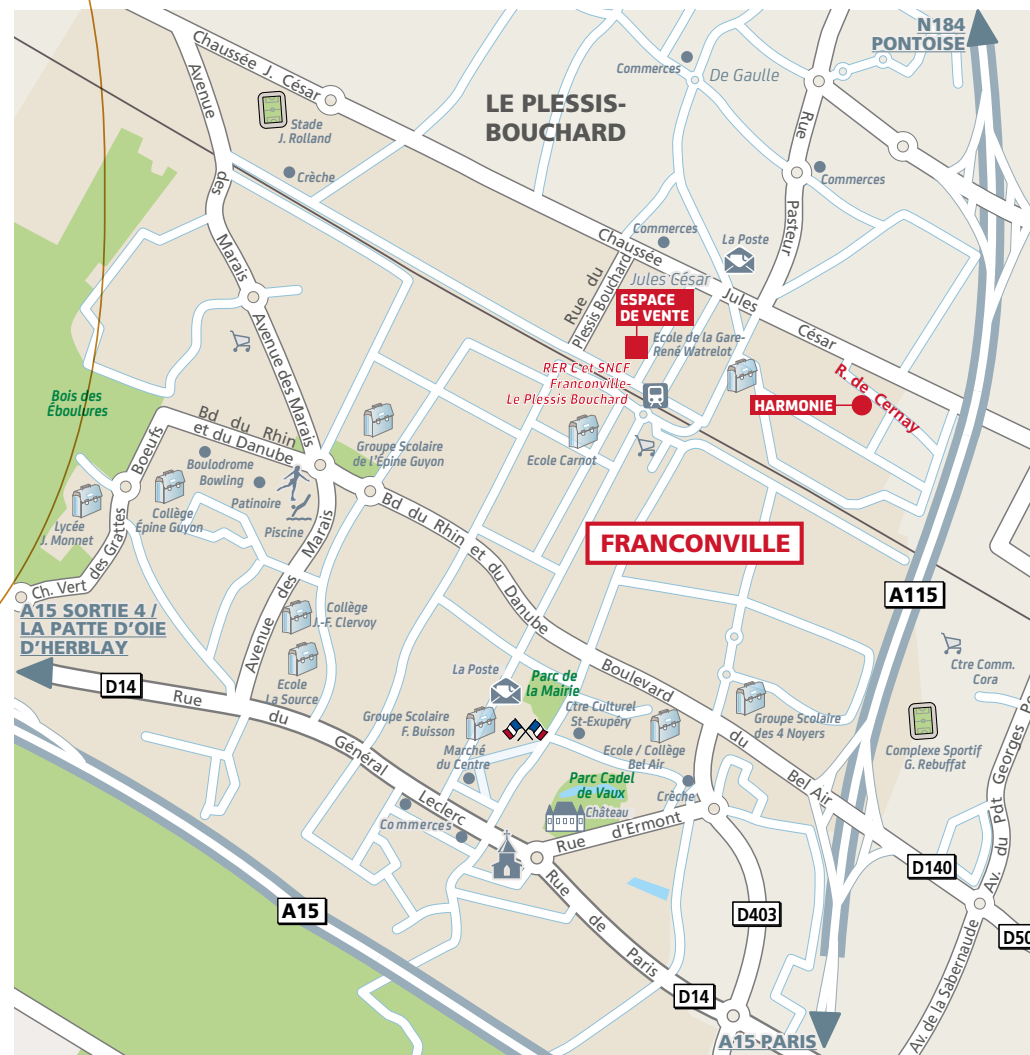 N184
PONTOISE
Chaussée J. César
Avenue
des
Marais
Commerces
De Gaulle
LE PLESSIS-
BOUCHARD
Stade
J. Rolland
Crèche
Rue
Pasteur
Commerces
Commerces
La Poste
Chaussée
Jules César
Jules
César
Rue du
Plessis Bouchard
ESPACE
DE VENTE
Ecole de la Gare-
René Watrelot
RER C et SNCF
Franconville-
Le Plessis Bouchard
R. de Cernay
HARMONIE
Avenue des Marais
Bois des
Éboulures
Bd du Rhin
et du Danube
Boeufs
Boulodrome
Bowling
Patinoire
Piscine
Groupe Scolaire
de l'Épine Guyon
Ecole Carnot
Lycée
J. Monnet
Collège
Épine Guyon
Ch. Vert des Grattes
Bd du Rhin et du Danube
FRANCONVILLE
A115
A15 SORTIE 4 /
LA PATTE D'OIE
D'HERBLAY
Avenue des Marais
Collège
J.-F. Clervoy
Ecole
La Source
D14
Rue
du
Général
Leclerc
La Poste
Parc de
la Mairie
Boulevard
du
Bel Air
Ctre Comm.
Cora
Groupe Scolaire
F. Buisson
Ctre Culturel
St-Exupéry
Groupe Scolaire
des 4 Noyers
Marché
du Centre
Ecole / Collège
Bel Air
Complexe Sportif
G. Rebuffat
Parc Cadel
de Vaux
Crèche
Château
Commerces
Rue
d'Ermont
Av. du Pdt Georges
D140
A15
Rue
de
Paris
D403
D50
D14
Av. de la Sabernaude
A15 PARIS